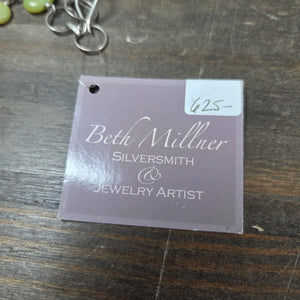 625-
Beth Millner
SILVERSMITH
&
JEWELRY ARTIST